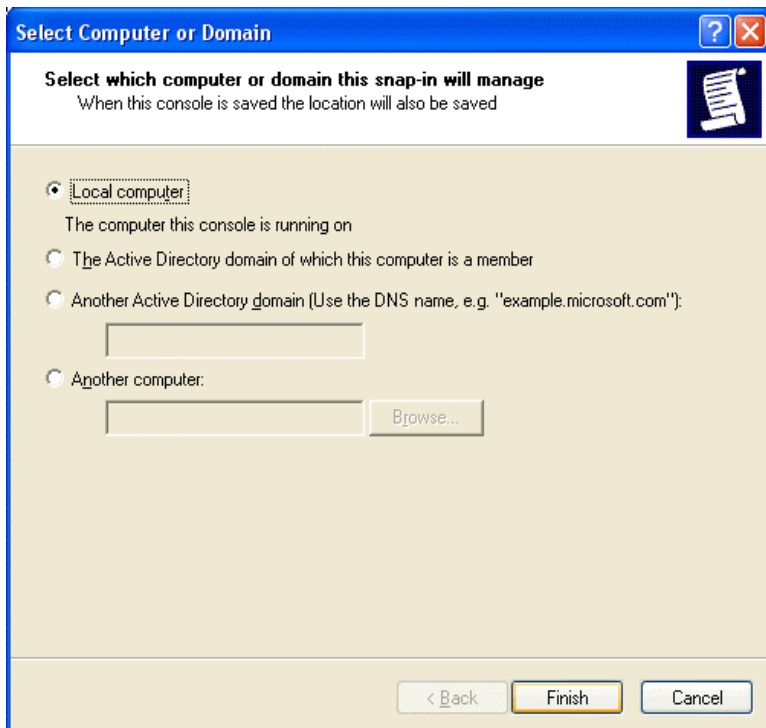 Select Computer or Domain
Select which computer or domain this snap-in will manage
When this console is saved the location will also be saved
Local computer
The computer this console is running on
The Active Directory domain of which this computer is a member
Another Active Directory domain (Use the DNS name, e.g. "example.microsoft.com"):
Another computer:
Browse...
< Back Finish Cancel